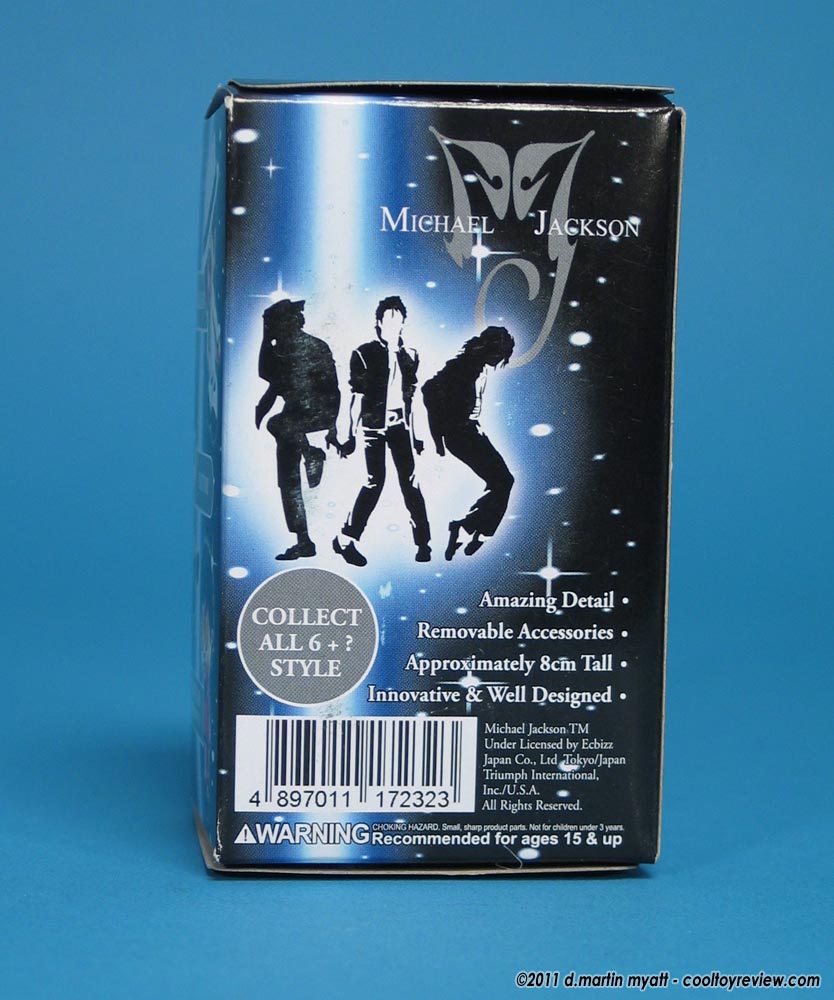 MICHAEL JACKSON
COLLECT
ALL 6 + ?
STYLE
Amazing Detail •
Removable Accessories •
Approximately 8cm Tall •
Innovative & Well Designed •
Michael Jackson TM
Under Licensed by Ecbizz
Japan Co., Ltd Tokyo/Japan
Triumph International,
Inc./U.S.A.
All Rights Reserved.
4 897011 172323
WARNING CHOKING HAZARD. Small, sharp product parts. Not for children under 3 years.
Recommended for ages 15 & up
©2011 d.martin myatt - cooltoyreview.com